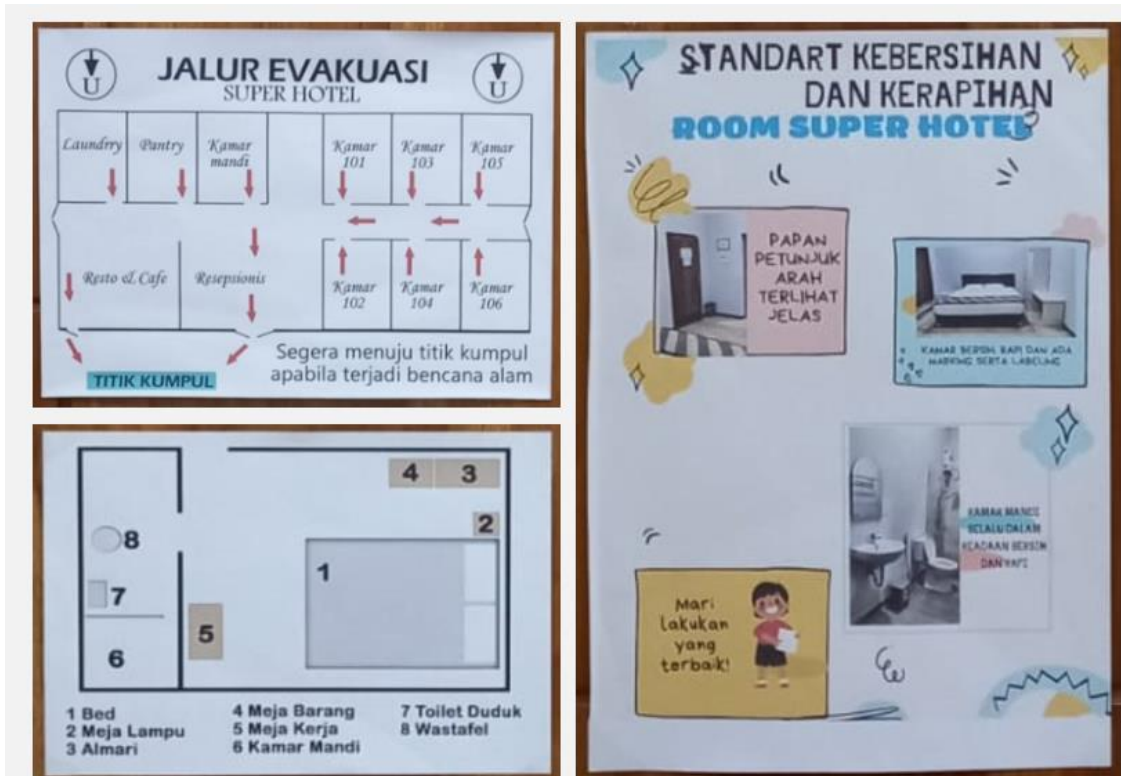 U
JALUR EVAKUASI
U
SUPER HOTEL
Laundrry
Pantry
Kamar
mandi
Kamar
101
Kamar
103
Kamar
105
Resto & Cafe
Resepsionis
Kamar
102
Kamar
104
Kamar
106
TITIK KUMPUL
Segera menuju titik kumpul
apabila terjadi bencana alam
4 3
2
8
1
7
5
6
1 Bed
2 Meja Lampu
3 Almari
4 Meja Barang
5 Meja Kerja
6 Kamar Mandi
7 Toilet Duduk
8 Wastafel
STANDART KEBERSIHAN
DAN KERAPIHAN
ROOM SUPER HOTEL
PAPAN
PETUNJUK
ARAH
TERLIHAT
JELAS
KAMAR BERSIH, RAPI DAN ADA
MARKING SERTA LABELING
KAMAR MANDI
SELALU DALAM
KEADAAN BERSIH
DAN RAPI
Mari
lakukan
yang
terbaik!